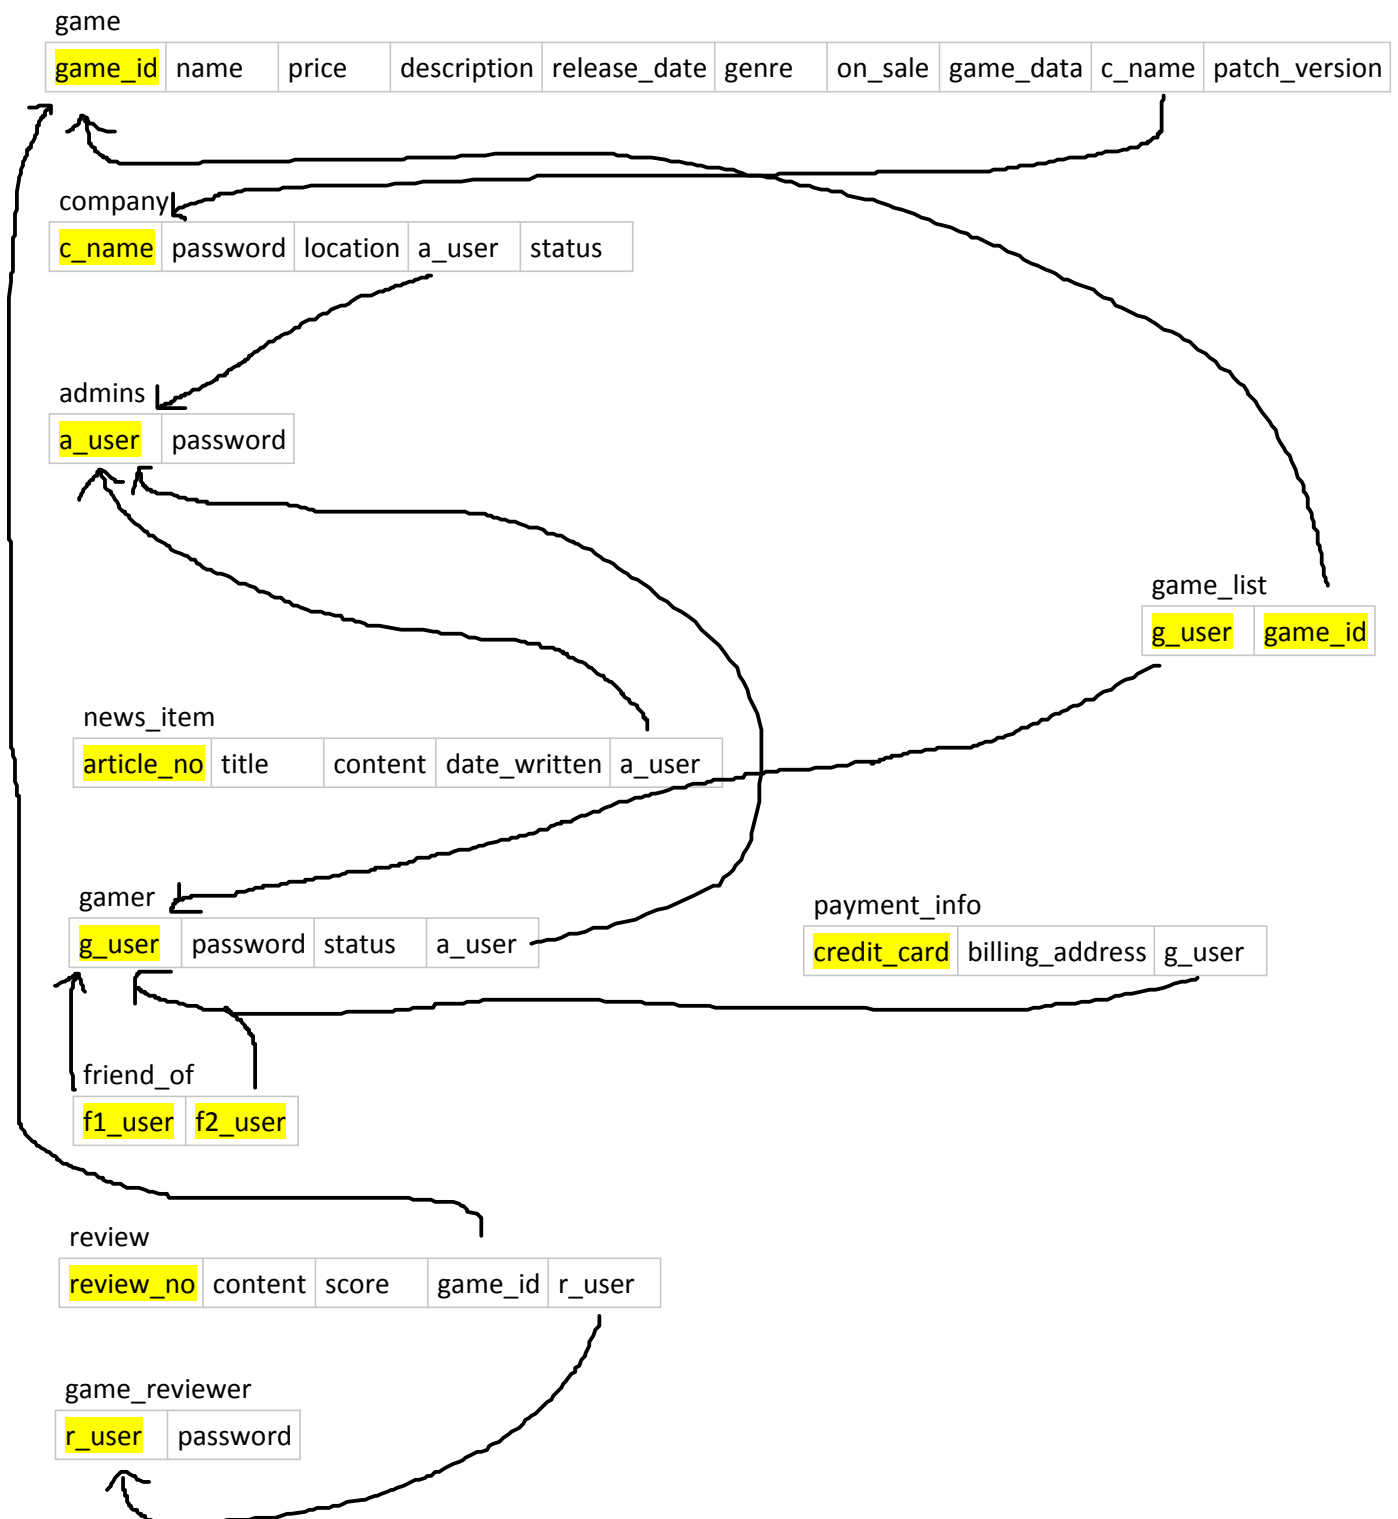 game
game_id name price description release_date genre on_sale game_data c_name patch_version
company
c_name password location a_user status
admins
a_user password
game_list
g_user game_id
news_item
article_no title content date_written a_user
gamer
g_user password status a_user
payment_info
credit_card billing_address g_user
friend_of
f1_user f2_user
review
review_no content score game_id r_user
game_reviewer
r_user password